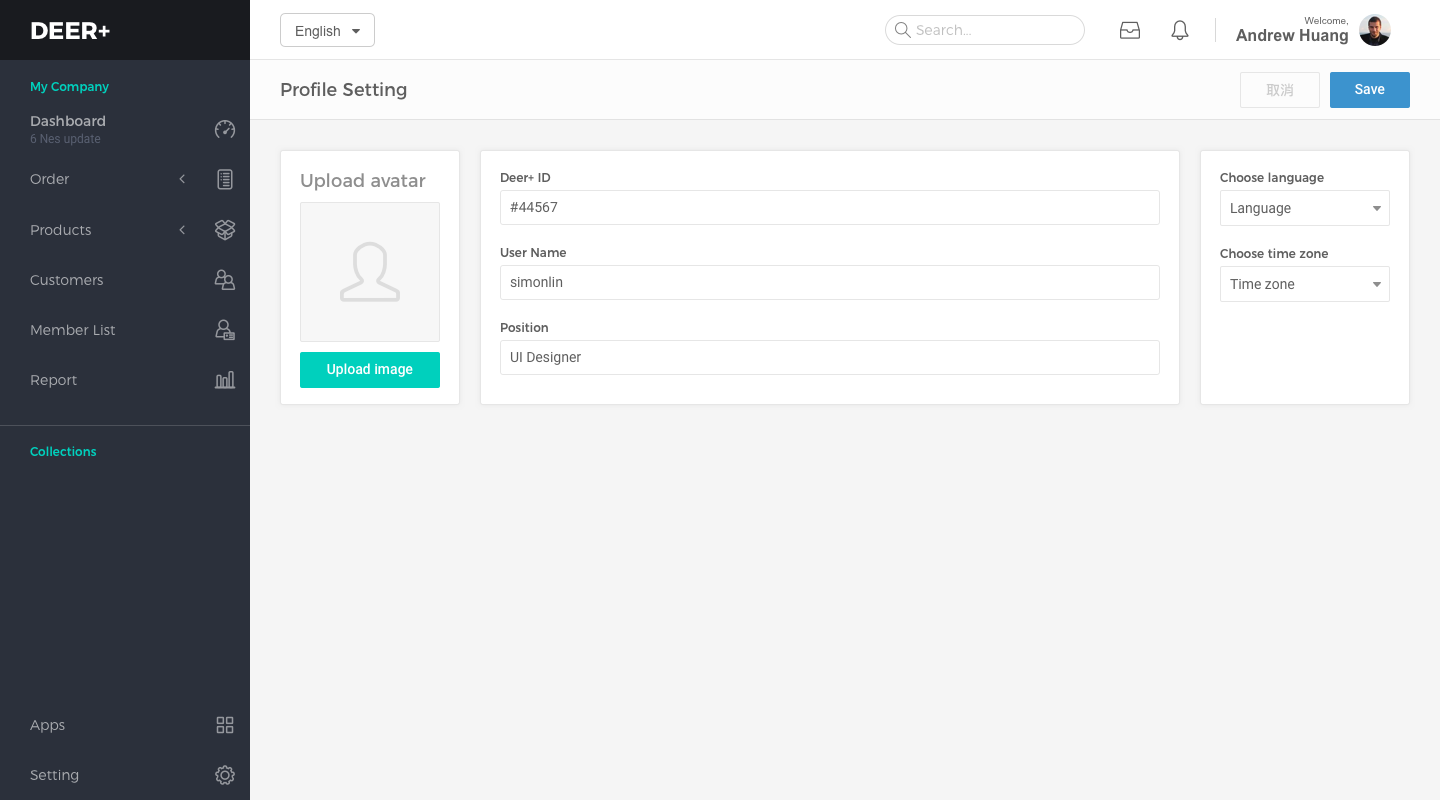 DEER+
English
Search...
Welcome,
Andrew Huang
My Company
Dashboard
6 Nes update
Order
Products
Customers
Member List
Report
Collections
Apps
Setting
Profile Setting
取消
Save
Upload avatar
Upload image
Deer+ ID
#44567
User Name
simonlin
Position
UI Designer
Choose language
Language
Choose time zone
Time zone